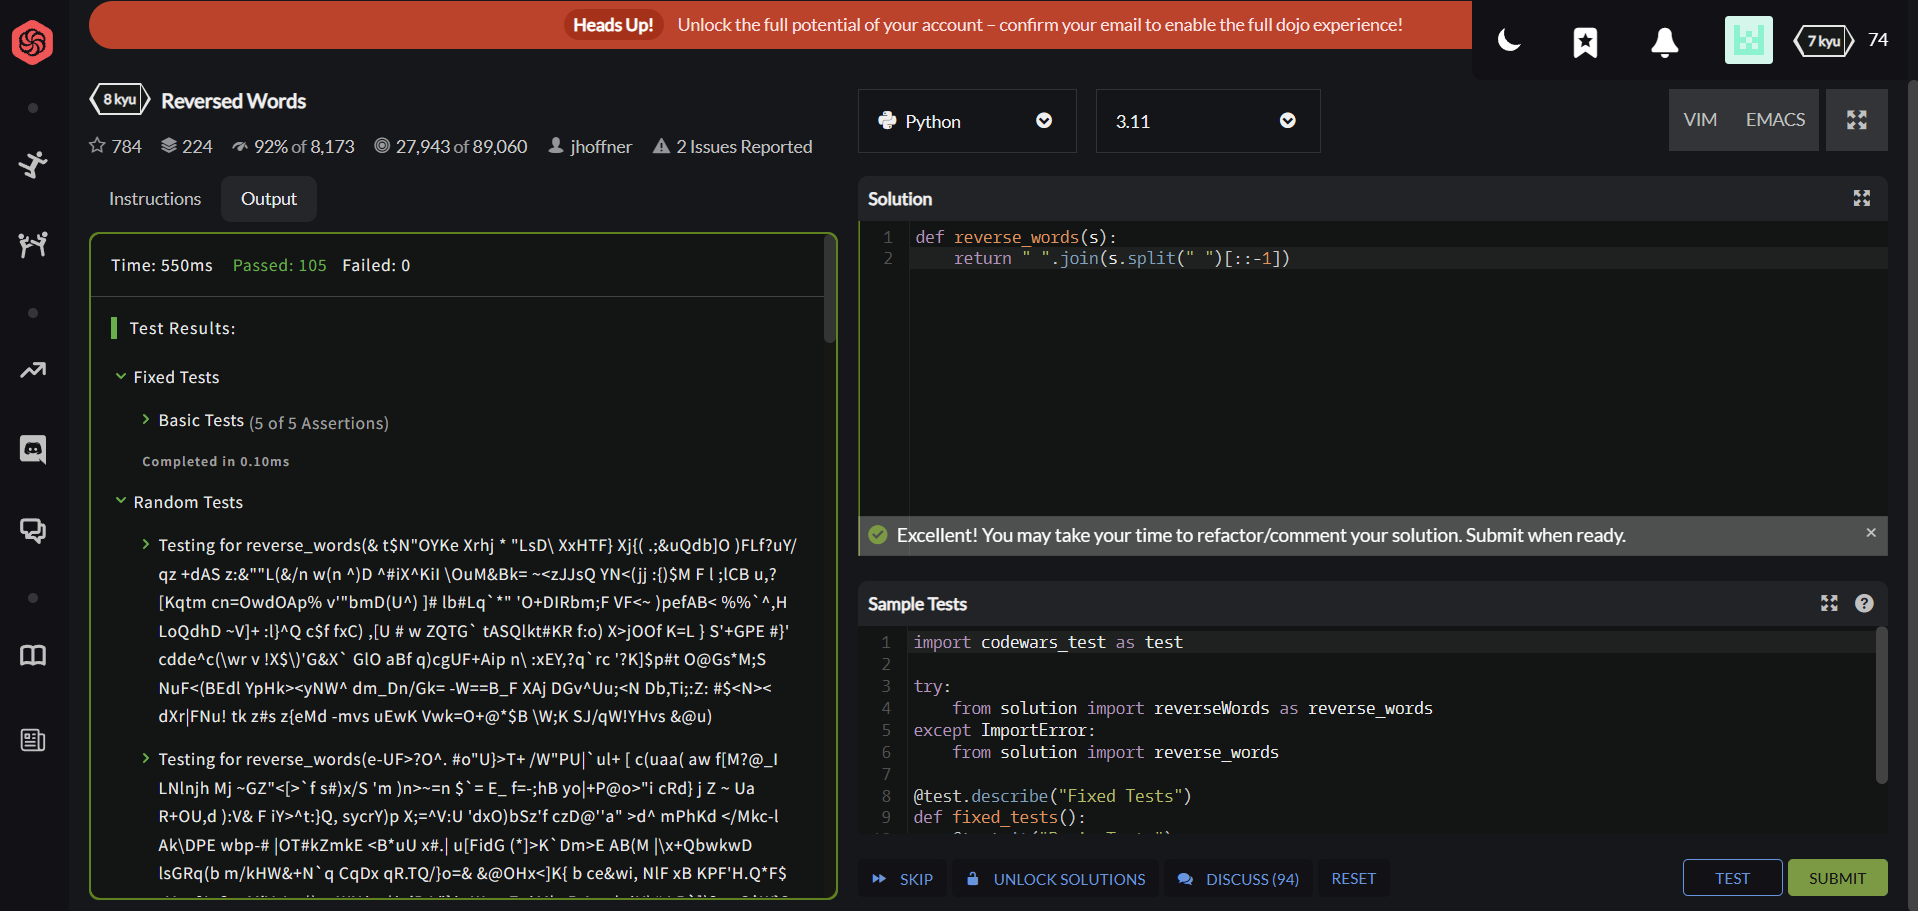 Heads Up! Unlock the full potential of your account – confirm your email to enable the full dojo experience!
7 kyu 74
8 kyu Reversed Words
784 224 92% of 8,173 27,943 of 89,060 jhoffner 2 Issues Reported
Instructions Output
Time: 550ms Passed: 105 Failed: 0
Test Results:
Fixed Tests
Basic Tests (5 of 5 Assertions)
Completed in 0.10ms
Random Tests
Testing for reverse_words(& t$N"OYKe Xrhj * "LsD\ XxHTF} Xj{( .;&uQdb]O )FLf?uY/
qz +dAS z:&""L(&/n w(n ^)D ^#iX^KiI \OuM&Bk= ~<zJJsQ YN<(jj :{)$M F l ;lCB u,?
[Kqtm cn=OwdOAp% v'"bmD(U^) ]# lb#Lq`*" 'O+DIRbm;F VF<~ )pefAB< %%`^,H
LoQdhD ~V]+ :l}^Q c$f fxC) ,[U # w ZQTG` tASQlkt#KR f:o) X>jOOf K=L } S'+GPE #}'
cdde^c(\wr v !X$\)'G&X` GlO aBf q)cgUF+Aip n\ :xEY,?q`rc '?K]$p#t O@Gs*M;S
NuF<(BEdl YpHk><yNW^ dm_Dn/Gk= -W==B_F XAj DGv^Uu;<N Db,Ti;:Z: #$<N><
dXr|FNu! tk z#s z{eMd -mvs uEwK Vwk=O+@*$B \W;K SJ/qW!YHvs &@u)
Testing for reverse_words(e-UF>?O^. #o"U}>T+ /W"PU|`ul+ [ c(uaa( aw f[M?@_I
LNlnjh Mj ~GZ"<[>`f s#)x/S 'm )n>~=n $`= E_ f=-;hB yo|+P@o>"i cRd} j Z ~ Ua
R+OU,d ):V& F iY>^t:}Q, sycrY)p X;=^V:U 'dxO)bSz'f czD@''a" >d^ mPhKd </Mkc-l
Ak\DPE wbp-# |OT#kZmkE <B*uU x#.| u[FidG (*]>K`Dm>E AB(M |\x+QbwkwD
lsGRq(b m/kHW&+N`q CqDx qR.TQ/}o=& &@OHx<]K{ b ce&wi, NlF xB KPF'H.Q*F$
Python 3.11 VIM EMACS
Solution
1 def reverse_words(s):
2 return " ".join(s.split(" ")[::-1])
Excellent! You may take your time to refactor/comment your solution. Submit when ready.
Sample Tests
1 import codewars_test as test
2
3 try:
4 from solution import reverseWords as reverse_words
5 except ImportError:
6 from solution import reverse_words
7
8 @test.describe("Fixed Tests")
9 def fixed_tests():
SKIP UNLOCK SOLUTIONS DISCUSS (94) RESET TEST SUBMIT